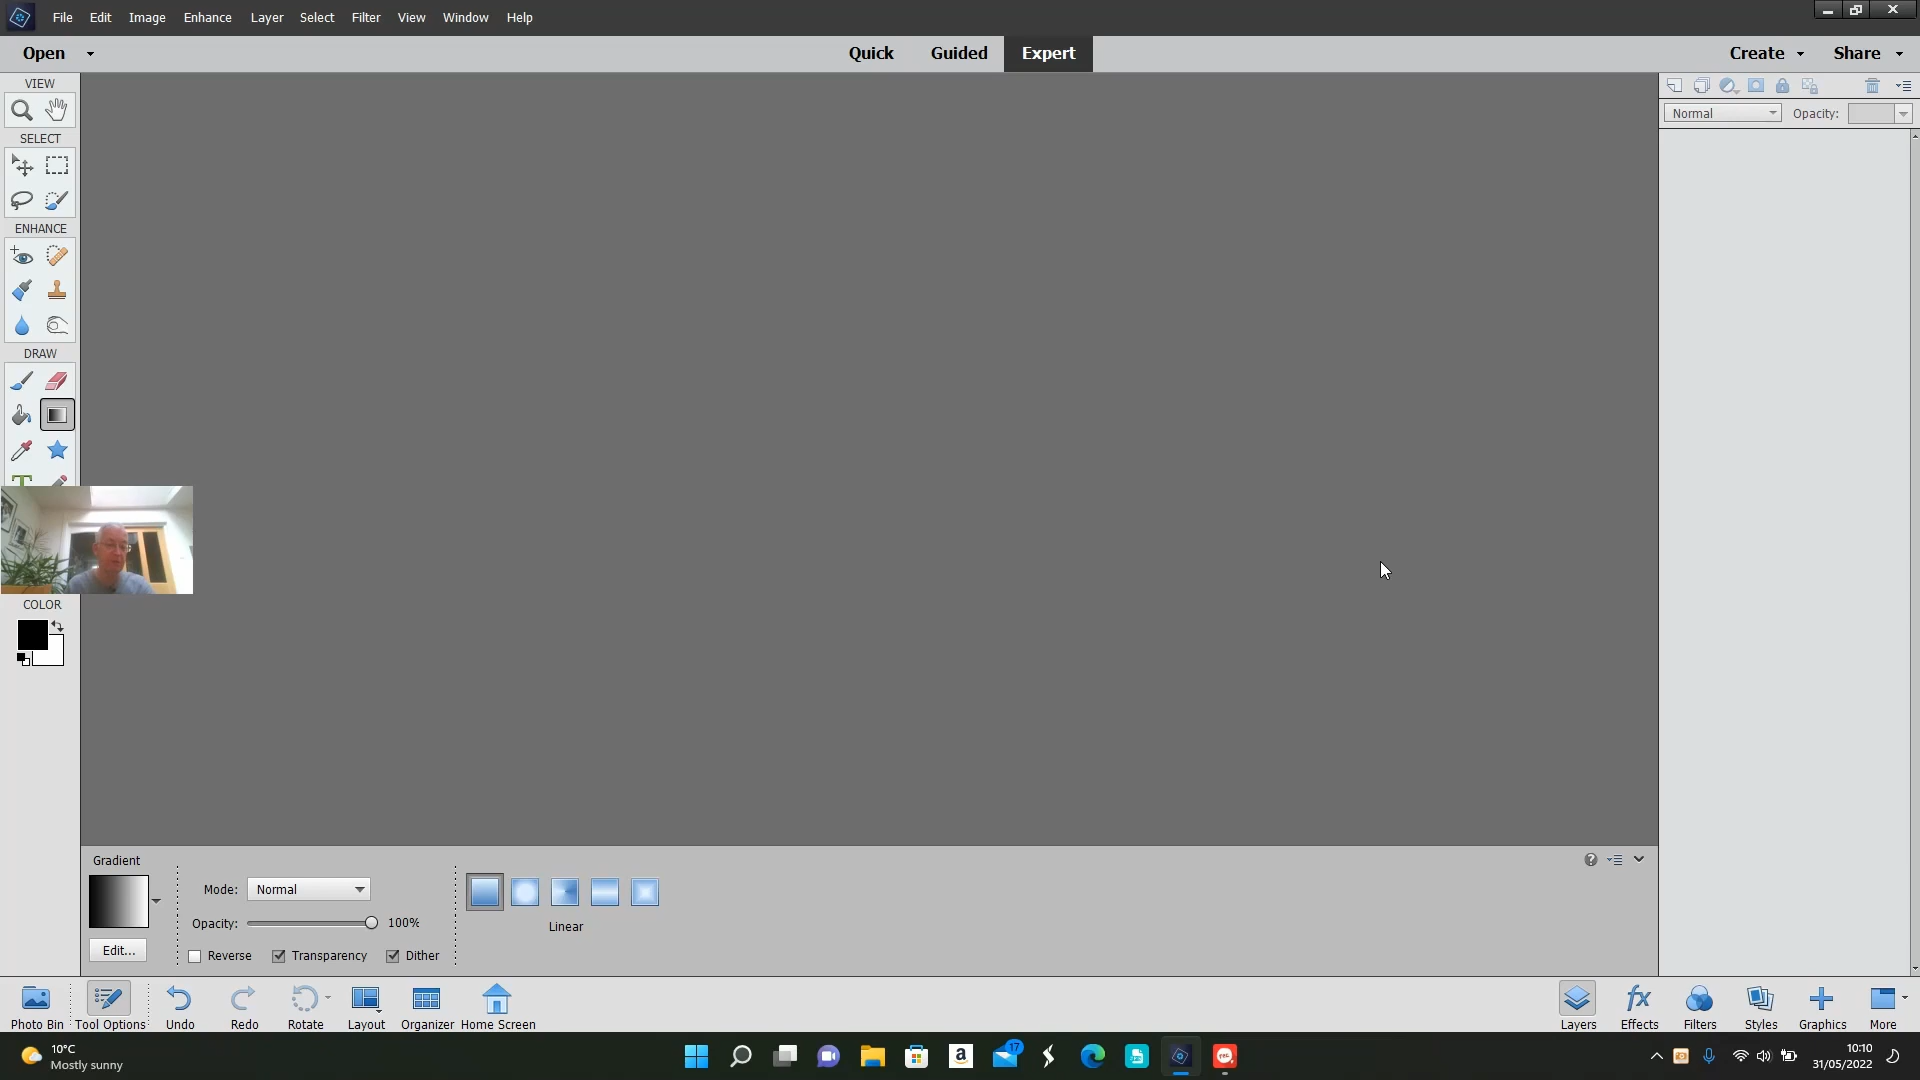 File Edit Image Enhance Layer Select Filter View Window Help
Open Quick Guided Expert Create Share
VIEW
SELECT
ENHANCE
DRAW
COLOR
Normal Opacity:
Gradient
Mode: Normal
Opacity: 100%
Linear
Edit...
Reverse Transparency Dither
Photo Bin Tool Options Undo Redo Rotate Layout Organizer Home Screen Layers Effects Filters Styles Graphics More
10°C
Mostly sunny
17
10:10
31/05/2022